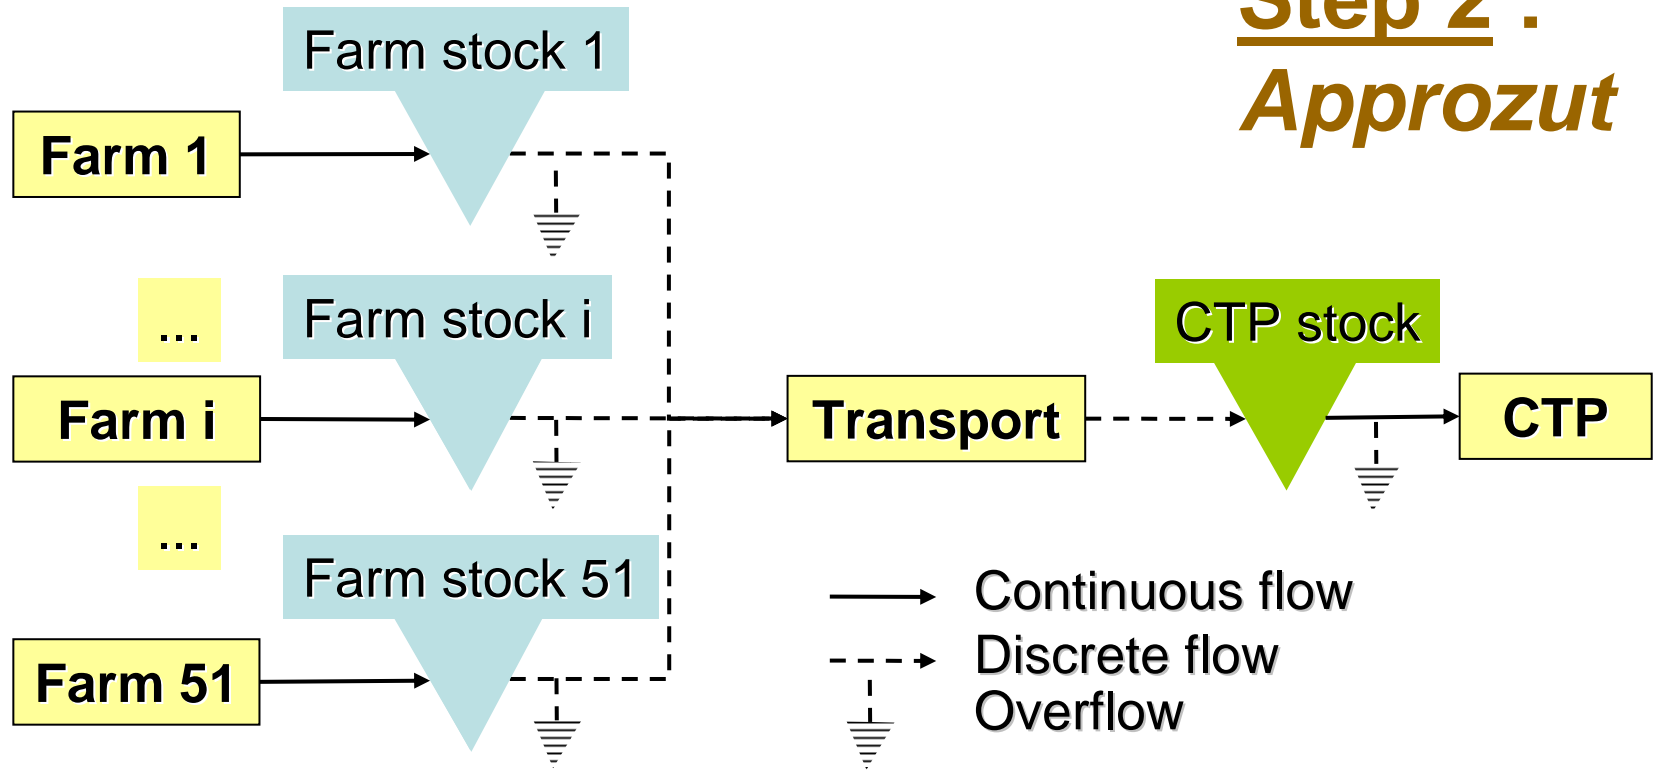 Step 2 :
Approzut
Farm stock 1
Farm 1
...
Farm stock i
CTP stock
Farm i
Transport
CTP
...
Farm stock 51
Continuous flow
Discrete flow
Farm 51
Overflow